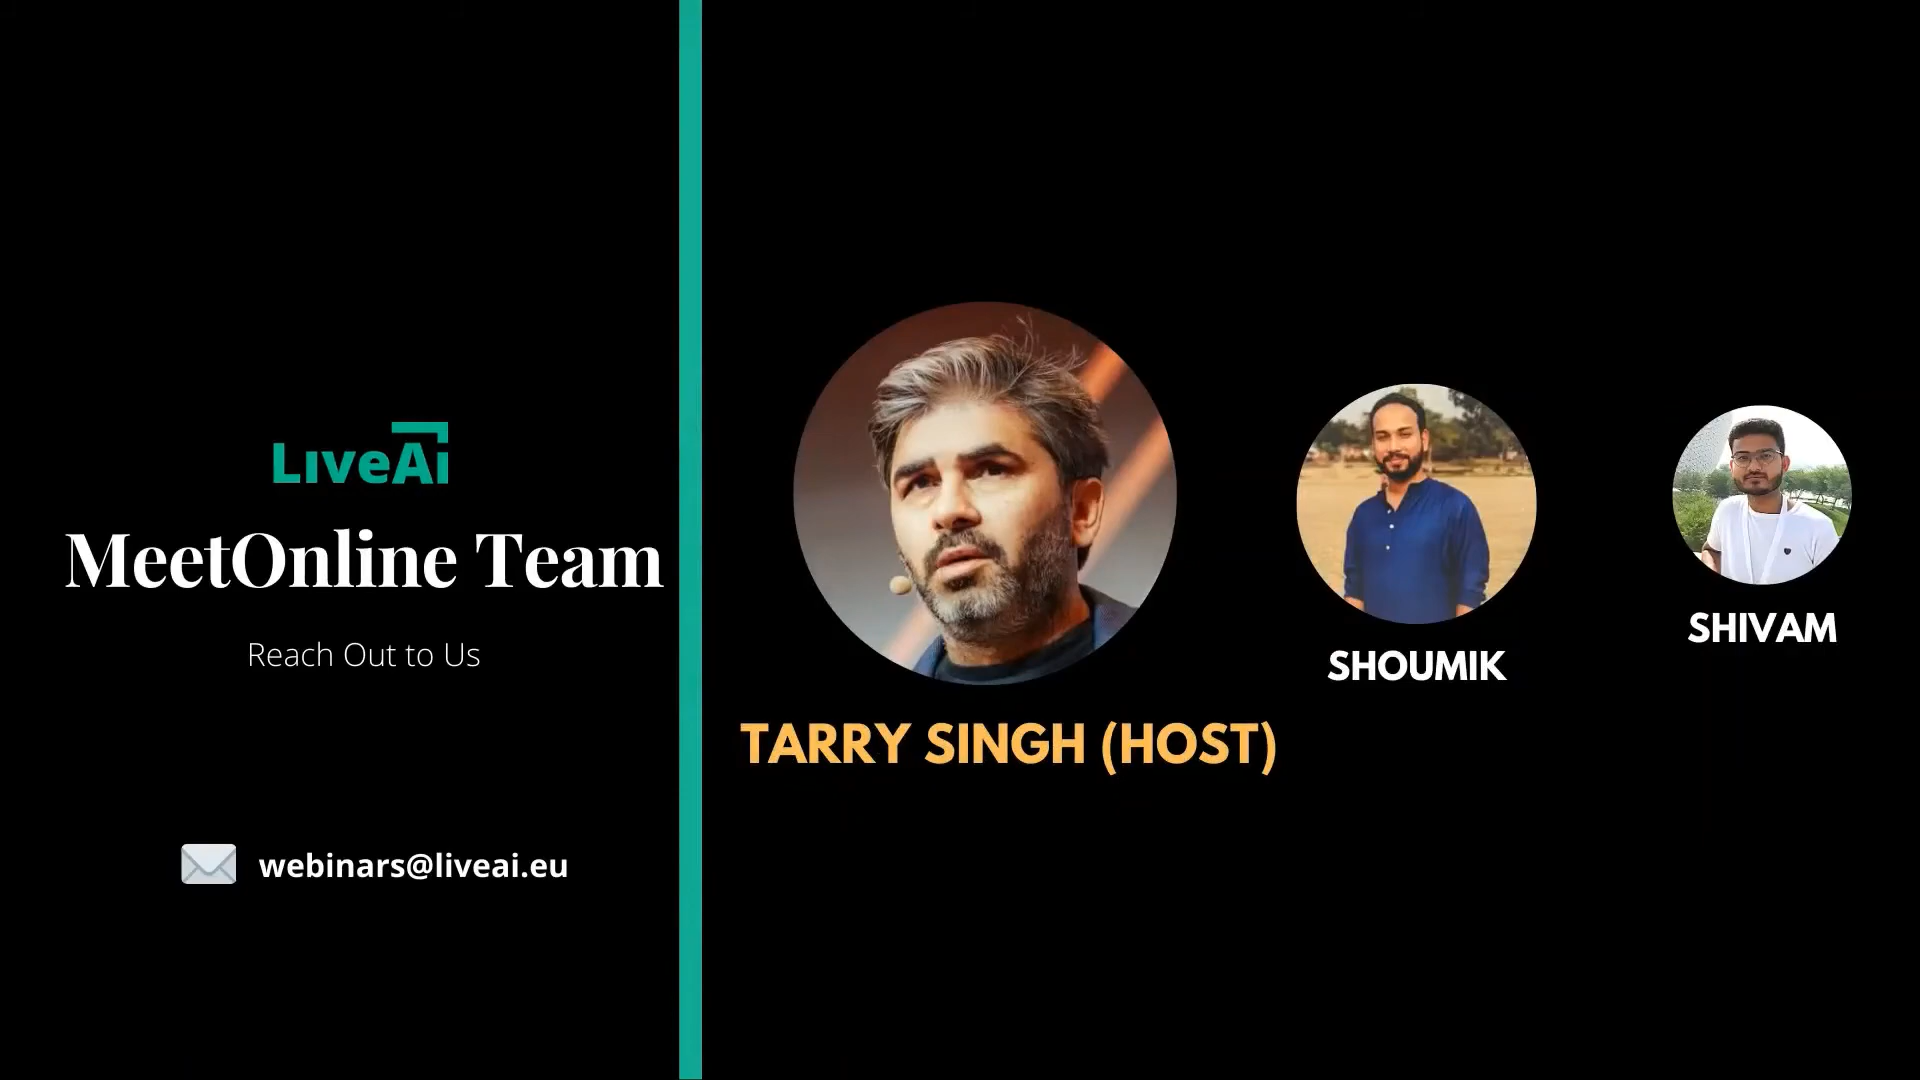 LiveAi
MeetOnline Team
Reach Out to Us
webinars@liveai.eu
TARRY SINGH (HOST)
SHOUMIK
SHIVAM